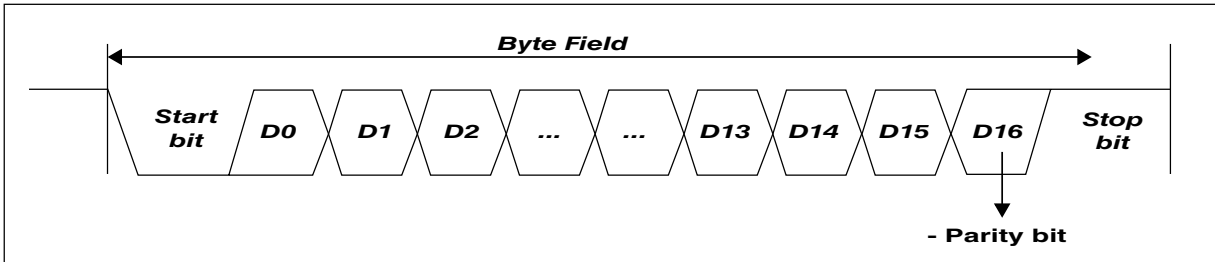 Byte Field
Start
bit
D0 D1 D2 ... ... D13 D14 D15 D16
Stop
bit
- Parity bit